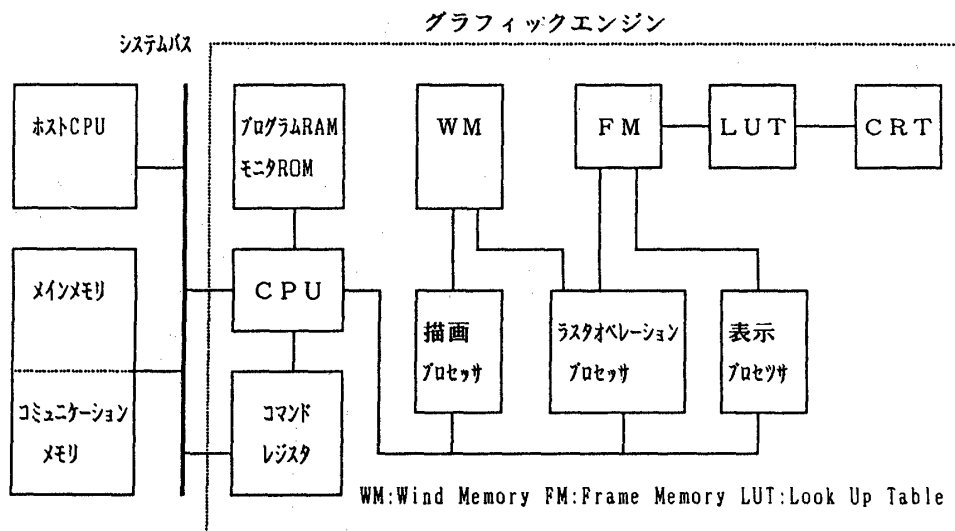 グラフィックエンジン
システムバス
ホストCPU
プログラムRAM
モニタROM
WM
FM
LUT
CRT
メインメモリ
CPU
描画
プロセッサ
ラスタオペレーション
プロセッサ
表示
プロセツサ
コミュニケーション
メモリ
コマンド
レジスタ
WM:Wind Memory FM:Frame Memory LUT:Look Up Table